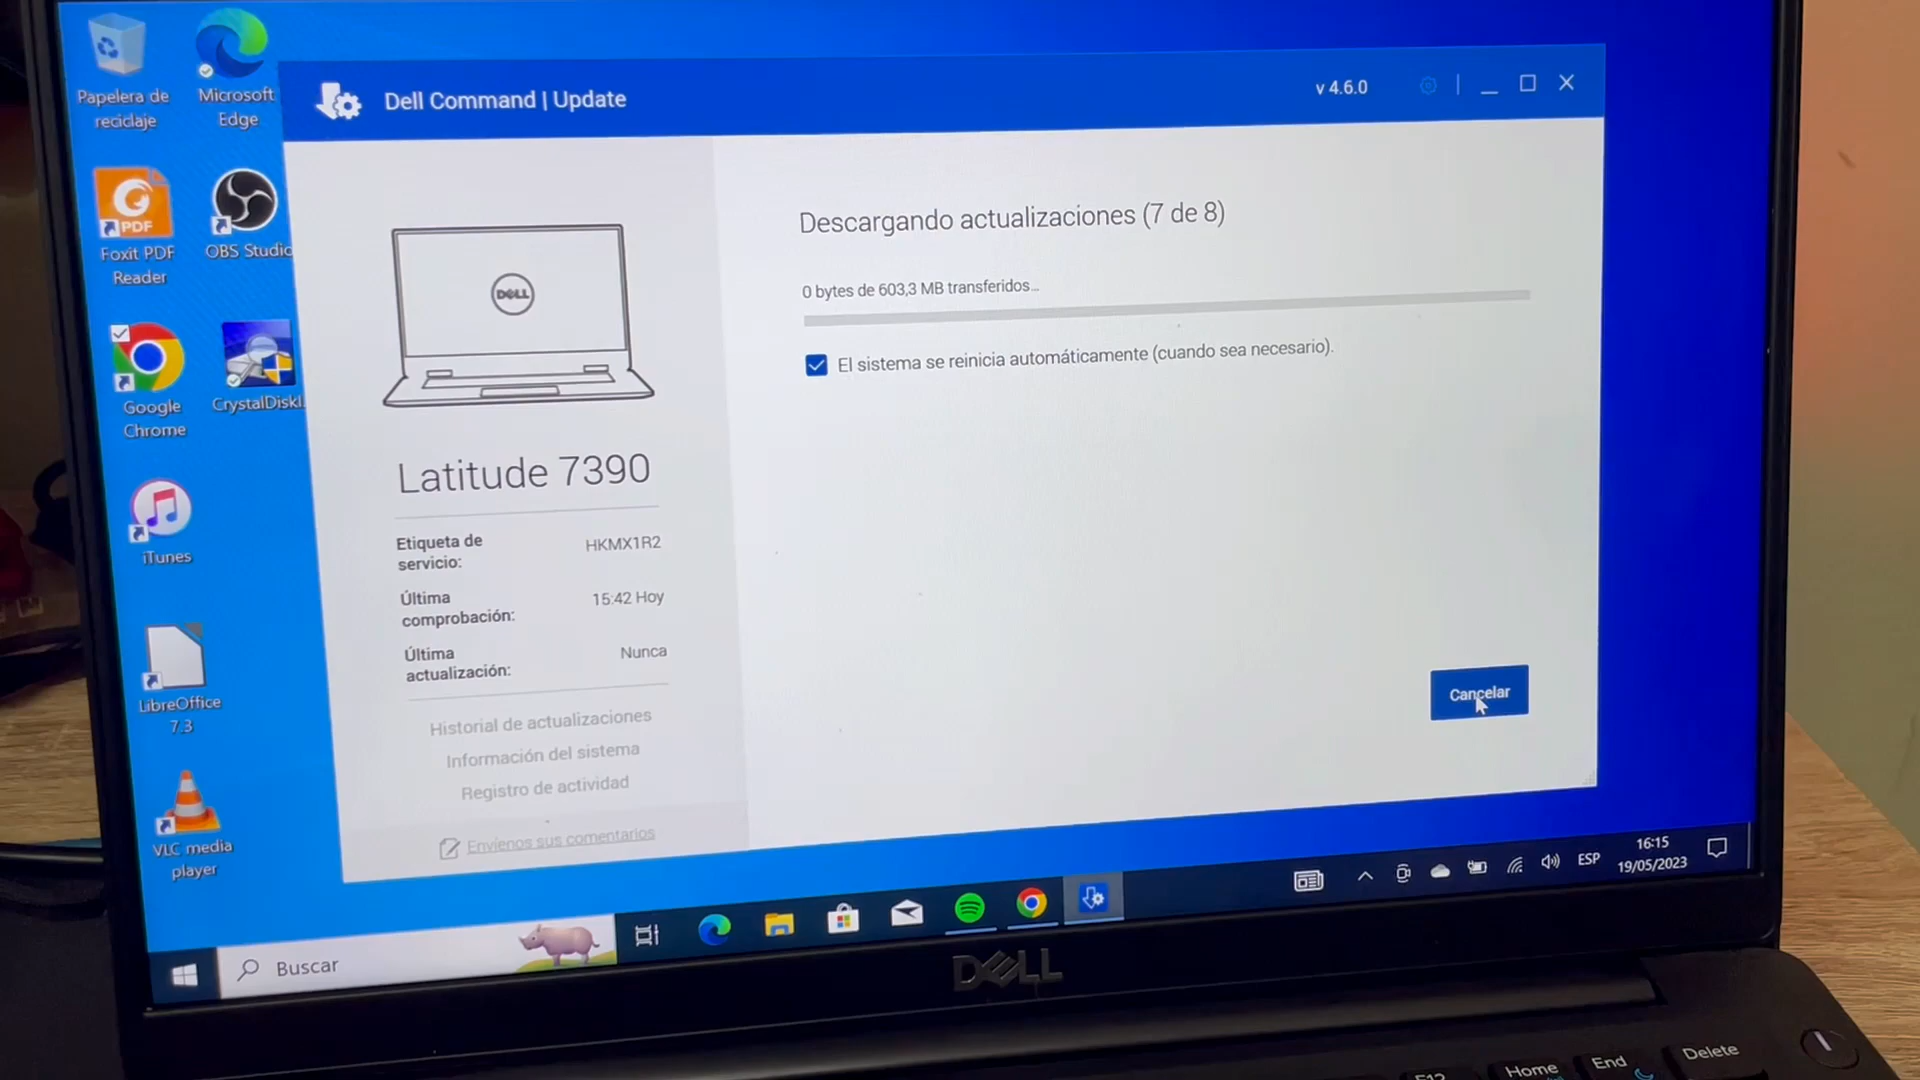 Papelera de
reciclaje
Microsoft
Edge
PDF
Foxit PDF
Reader
OBS Studio
Google
Chrome
CrystalDiskI...
iTunes
LibreOffice
7.3
VLC media
player
Dell Command | Update
v 4.6.0
DELL
Latitude 7390
Etiqueta de
servicio:
HKMX1R2
Última
comprobación:
15:42 Hoy
Última
actualización:
Nunca
Historial de actualizaciones
Información del sistema
Registro de actividad
Envíenos sus comentarios
Descargando actualizaciones (7 de 8)
0 bytes de 603,3 MB transferidos...
El sistema se reinicia automáticamente (cuando sea necesario).
Cancelar
Buscar
ESP
16:15
19/05/2023
DELL
F12
Home
End
Delete